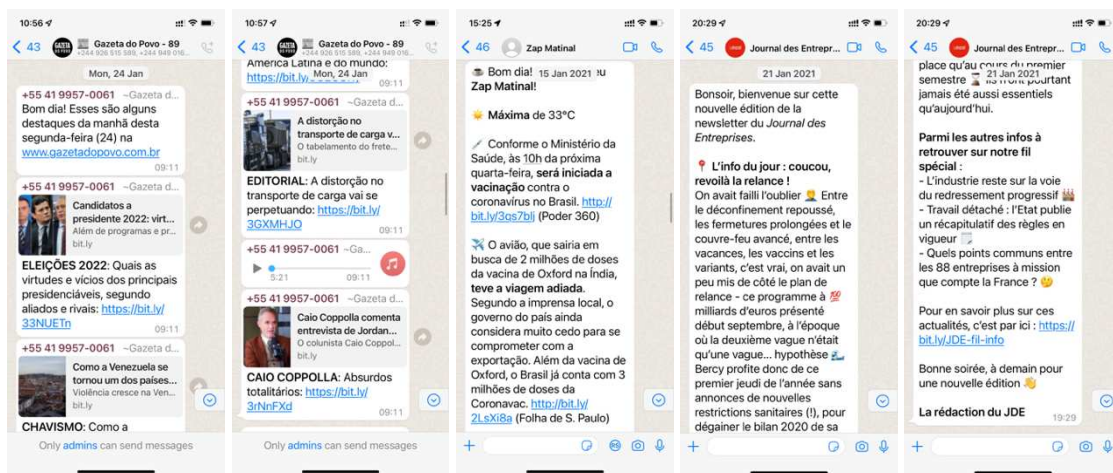 10:56
43
Gazeta do Povo - 89
+244 926 515 589, +244 949 016...
Mon, 24 Jan
+55 41 9957-0061 ~Gazeta d...
Bom dia! Esses são alguns
destaques da manhã desta
segunda-feira (24) na
www.gazetadopovo.com.br
09:11
+55 41 9957-0061 ~Gazeta d...
Candidatos a
presidente 2022: virt...
Além de programas e pr...
bit.ly
ELEIÇÕES 2022: Quais as
virtudes e vícios dos principais
presidenciáveis, segundo
aliados e rivais: https://bit.ly/
33NUETn
09:11
+55 41 9957-0061 ~Gazeta d...
Como a Venezuela se
tornou um dos países...
Violência cresce na Ven...
bit.ly
CHAVISMO: Como a
Only admins can send messages
10:57
43
Gazeta do Povo - 89
+244 926 515 589, +244 949 016...
América Latina e do mundo:
Mon, 24 Jan
09:11
+55 41 9957-0061 ~Gazeta d...
A distorção no
transporte de carga v...
O tabelamento do frete...
bit.ly
EDITORIAL: A distorção no
transporte de carga vai se
perpetuando: https://bit.ly/
3GXMHJO
09:11
+55 41 9957-0061 ~Ga...
5:21
09:11
+55 41 9957-0061 ~Gazeta d...
Caio Coppolla comenta
entrevista de Jordan...
O colunista Caio Coppol...
bit.ly
CAIO COPPOLLA: Absurdos
totalitários: https://bit.ly/
3rNnFXd
09:11
Only admins can send messages
15:25
46
Zap Matinal
☕ Bom dia!
15 Jan 2021
Zap Matinal!
☀️ Máxima de 33°C
💉 Conforme o Ministério da
Saúde, às 10h da próxima
quarta-feira, será iniciada a
vacinação contra o
coronavírus no Brasil. http://
bit.ly/3qs7blj (Poder 360)
✈️ O avião, que sairia em
busca de 2 milhões de doses
da vacina de Oxford na Índia,
teve a viagem adiada.
Segundo a imprensa local, o
governo do país ainda
considera muito cedo para se
comprometer com a
exportação. Além da vacina de
Oxford, o Brasil já conta com 3
milhões de doses da
Coronavac. http://bit.ly/
2LsXi8a (Folha de S. Paulo)
20:29
45
Journal des Entrepr...
21 Jan 2021
Bonsoir, bienvenue sur cette
nouvelle édition de la
newsletter du Journal des
Entreprises.
📍 L'info du jour : coucou,
revoilà la relance !
On avait failli l'oublier 🤦 Entre
le déconfinement repoussé,
les fermetures prolongées et le
couvre-feu avancé, entre les
vacances, les vaccins et les
variants, c'est vrai, on avait un
peu mis de côté le plan de
relance - ce programme à 💯
milliards d'euros présenté
début septembre, à l'époque
où la deuxième vague n'était
qu'une vague... hypothèse 🌊
Bercy profite donc de ce
premier jeudi de l'année sans
annonces de nouvelles
restrictions sanitaires (!), pour
dégainer le bilan 2020 de sa
20:29
45
Journal des Entrepr...
place qu'au cours du premier
semestre
21 Jan 2021
pourtant
jamais été aussi essentiels
qu'aujourd'hui.
Parmi les autres infos à
retrouver sur notre fil
spécial :
- L'industrie reste sur la voie
du redressement progressif 🏭
- Travail détaché : l'Etat publie
un récapitulatif des règles en
vigueur 🗒️
- Quels points communs entre
les 88 entreprises à mission
que compte la France ? 🤔
Pour en savoir plus sur ces
actualités, c'est par ici : https://
bit.ly/JDE-fil-info
Bonne soirée, à demain pour
une nouvelle édition 👋
La rédaction du JDE
19:29